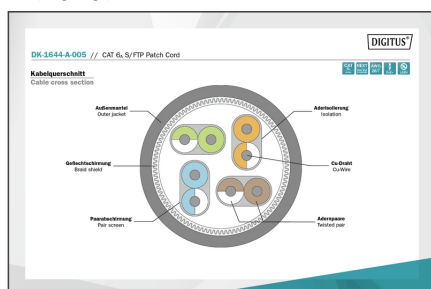 DIGITUS®
DK-1644-A-005 // CAT 6A S/FTP Patch Cord
Kabelquerschnitt
Cable cross section
Außenmantel
Outer jacket
Aderisolierung
Isolation
Geflechtschirmung
Braid shield
Cu-Draht
Cu-Wire
Paarabschirmung
Pair screen
Aderspaare
Twisted pair